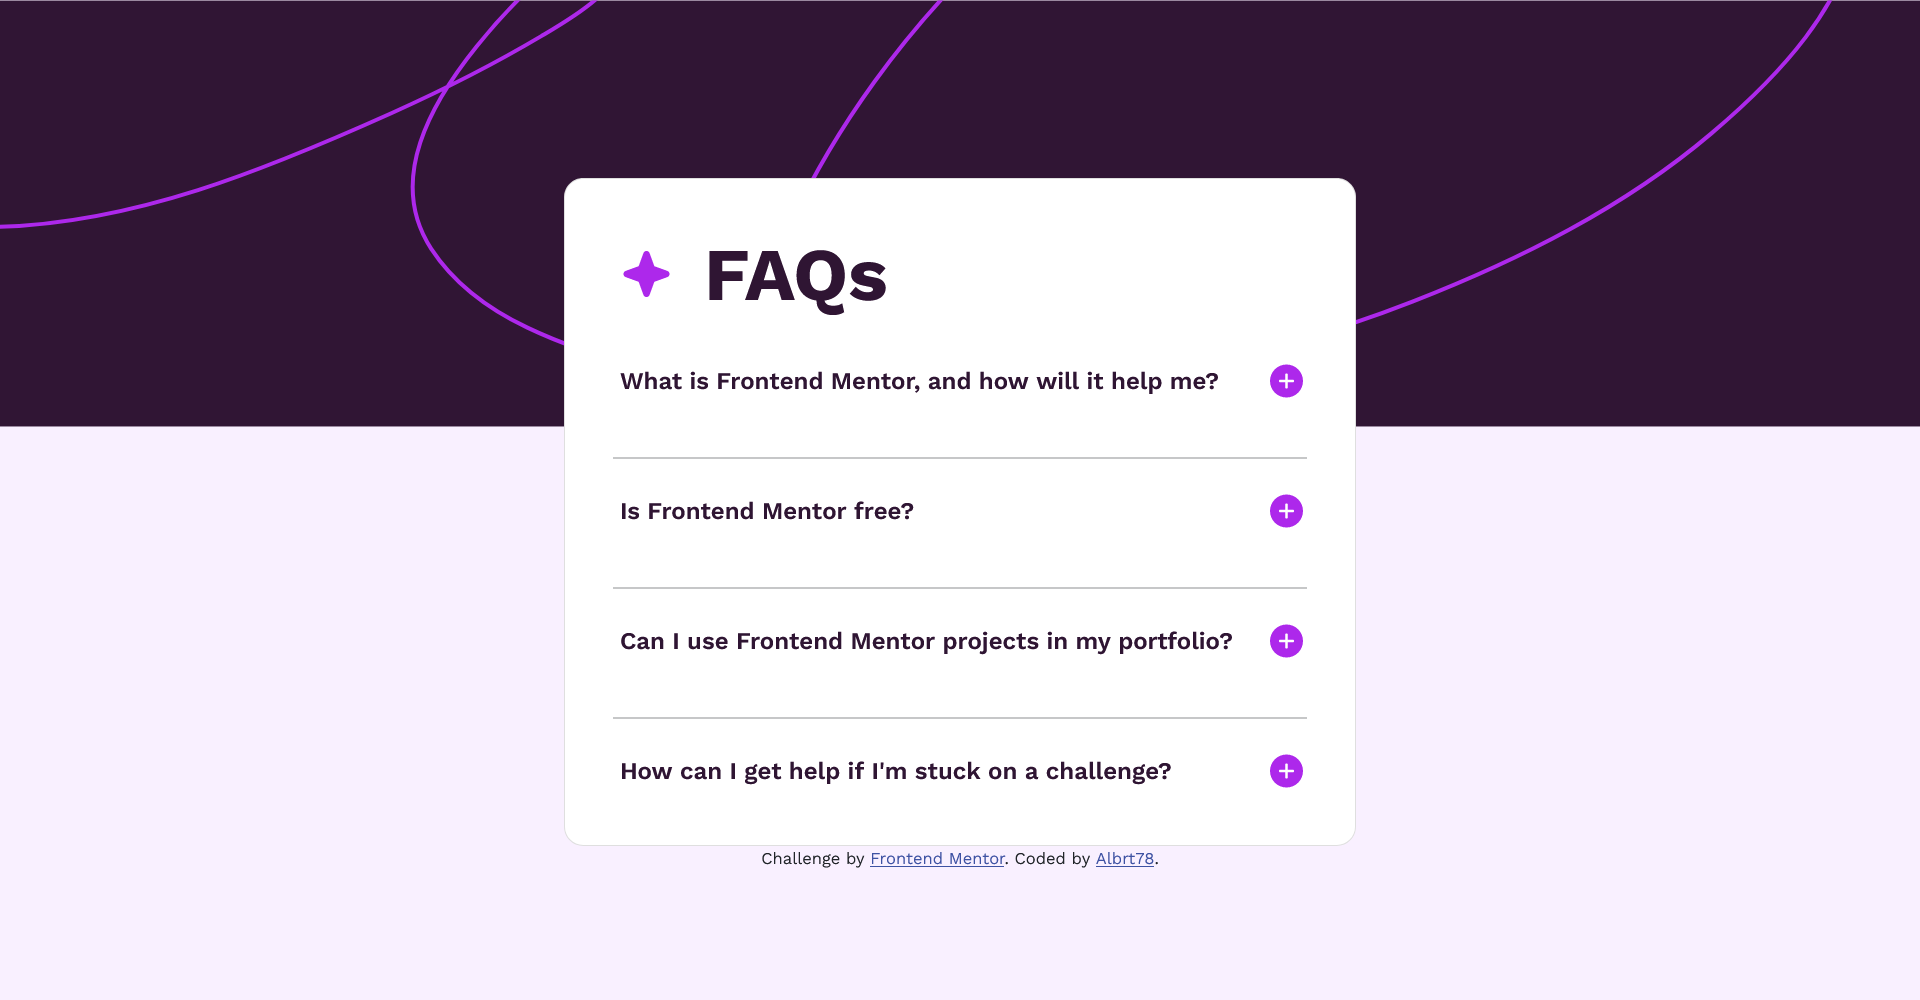 FAQs
What is Frontend Mentor, and how will it help me?
Is Frontend Mentor free?
Can I use Frontend Mentor projects in my portfolio?
How can I get help if I'm stuck on a challenge?
Challenge by Frontend Mentor. Coded by Albrt78.